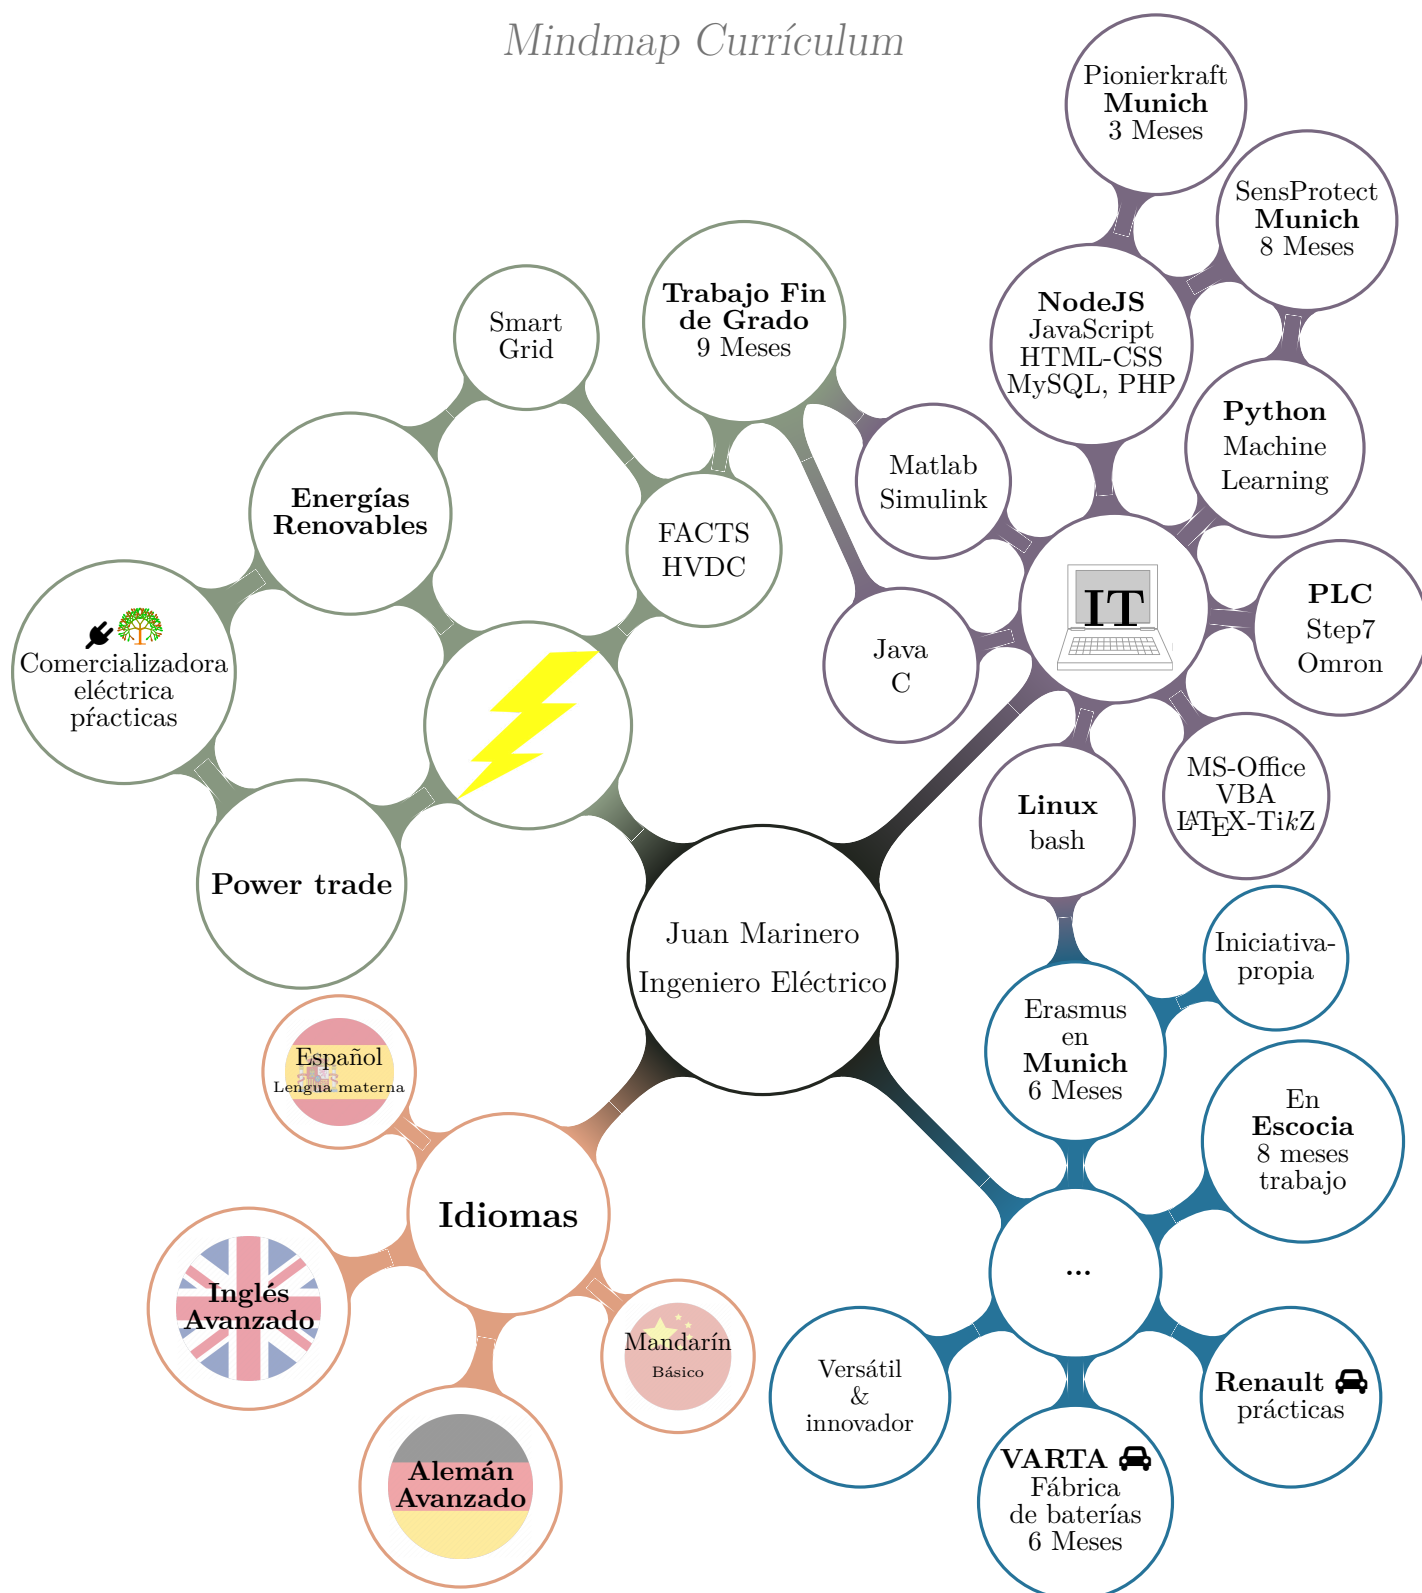 Mindmap Currículum
Pionierkraft
Munich
3 Meses
SensProtect
Munich
8 Meses
NodeJS
JavaScript
HTML-CSS
MySQL, PHP
Trabajo Fin
de Grado
9 Meses
Smart
Grid
Python
Machine
Learning
Matlab
Simulink
Energías
Renovables
FACTS
HVDC
IT
PLC
Step7
Omron
Comercializadora
eléctrica
pŕacticas
Java
C
MS-Office
VBA
LATEX-TikZ
Linux
bash
Power trade
Juan Marinero
Ingeniero Eléctrico
Iniciativa-
propia
Erasmus
en
Munich
6 Meses
Español
Lengua materna
En
Escocia
8 meses
trabajo
Idiomas
...
Inglés
Avanzado
Mandarín
Básico
Versátil
&
innovador
Renault
prácticas
Alemán
Avanzado
VARTA
Fábrica
de baterías
6 Meses